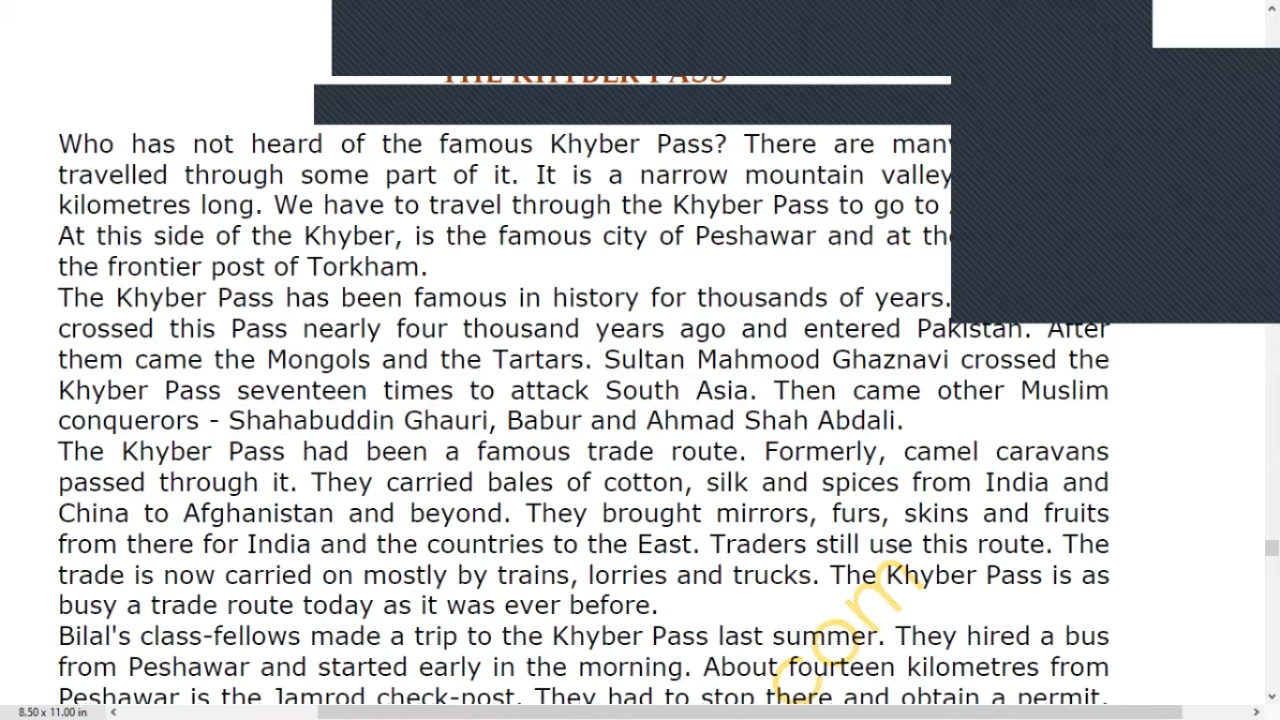 THE KHYBER PASS
Who has not heard of the famous Khyber Pass? There are many
travelled through some part of it. It is a narrow mountain valley
kilometres long. We have to travel through the Khyber Pass to go to
At this side of the Khyber, is the famous city of Peshawar and at the
the frontier post of Torkham.
The Khyber Pass has been famous in history for thousands of years.
crossed this Pass nearly four thousand years ago and entered Pakistan. After
them came the Mongols and the Tartars. Sultan Mahmood Ghaznavi crossed the
Khyber Pass seventeen times to attack South Asia. Then came other Muslim
conquerors - Shahabuddin Ghauri, Babur and Ahmad Shah Abdali.
The Khyber Pass had been a famous trade route. Formerly, camel caravans
passed through it. They carried bales of cotton, silk and spices from India and
China to Afghanistan and beyond. They brought mirrors, furs, skins and fruits
from there for India and the countries to the East. Traders still use this route. The
trade is now carried on mostly by trains, lorries and trucks. The Khyber Pass is as
busy a trade route today as it was ever before.
Bilal's class-fellows made a trip to the Khyber Pass last summer. They hired a bus
from Peshawar and started early in the morning. About fourteen kilometres from
Peshawar is the Jamrod check-post. They had to stop there and obtain a permit.
com
8.50 x 11.00 in